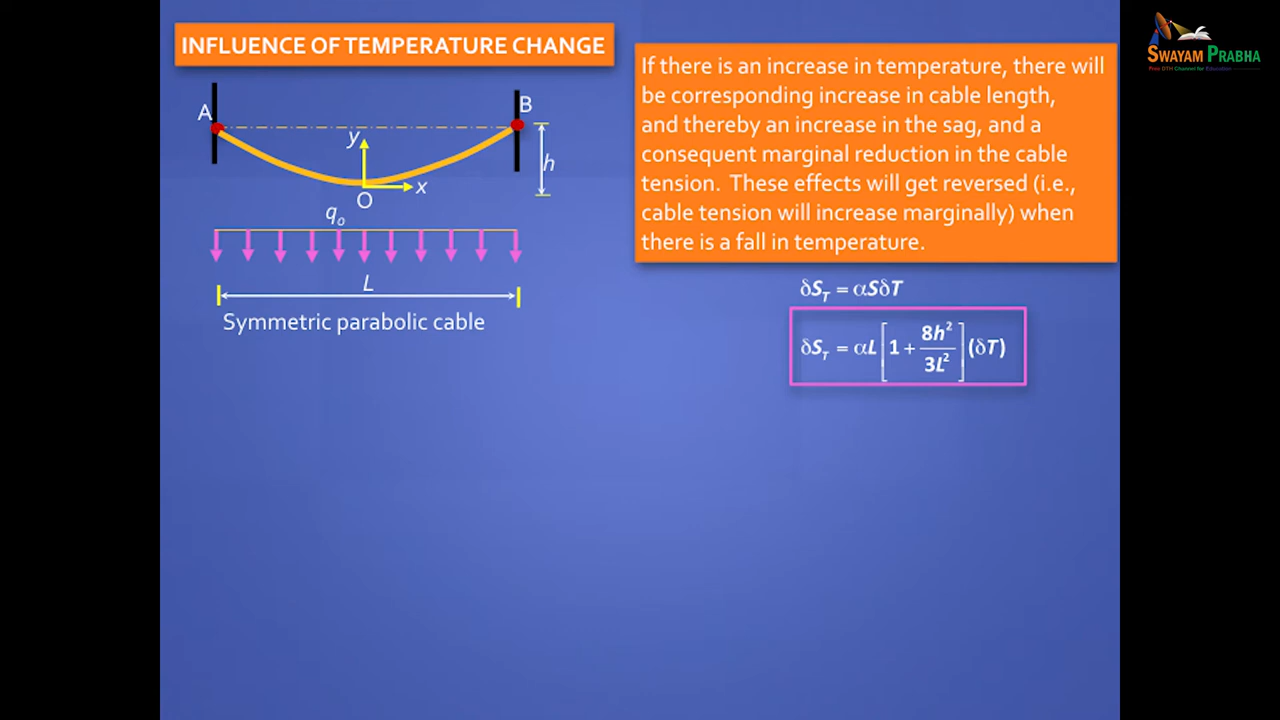 INFLUENCE OF TEMPERATURE CHANGE
A
B
y
h
x
O
qₒ
L
Symmetric parabolic cable
If there is an increase in temperature, there will
be corresponding increase in cable length,
and thereby an increase in the sag, and a
consequent marginal reduction in the cable
tension. These effects will get reversed (i.e.,
cable tension will increase marginally) when
there is a fall in temperature.
δS_T = αSδT
δS_T = αL[1 + 8h²/3L²](δT)
SWAYAM PRABHA
Free DTH Channel for Education